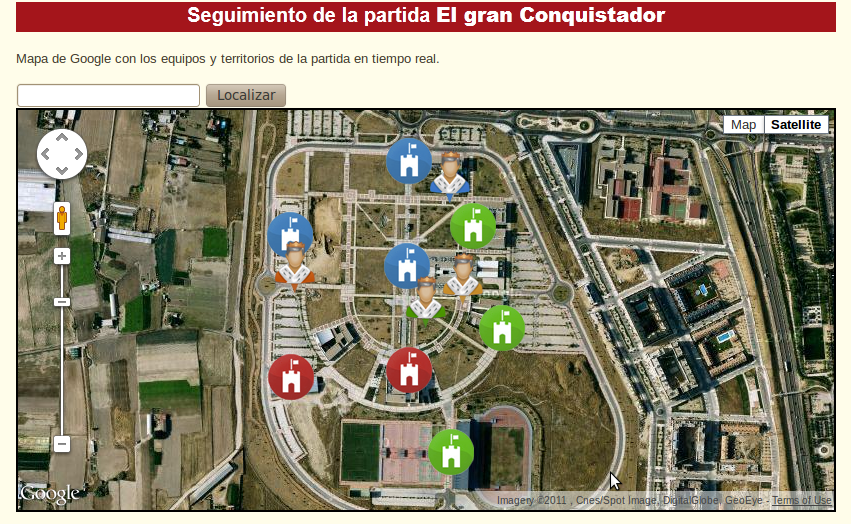 Seguimiento de la partida El gran Conquistador
Mapa de Google con los equipos y territorios de la partida en tiempo real.
Localizar
Map Satellite
Google
Imagery ©2011 , Cnes/Spot Image, DigitalGlobe, GeoEye - Terms of Use